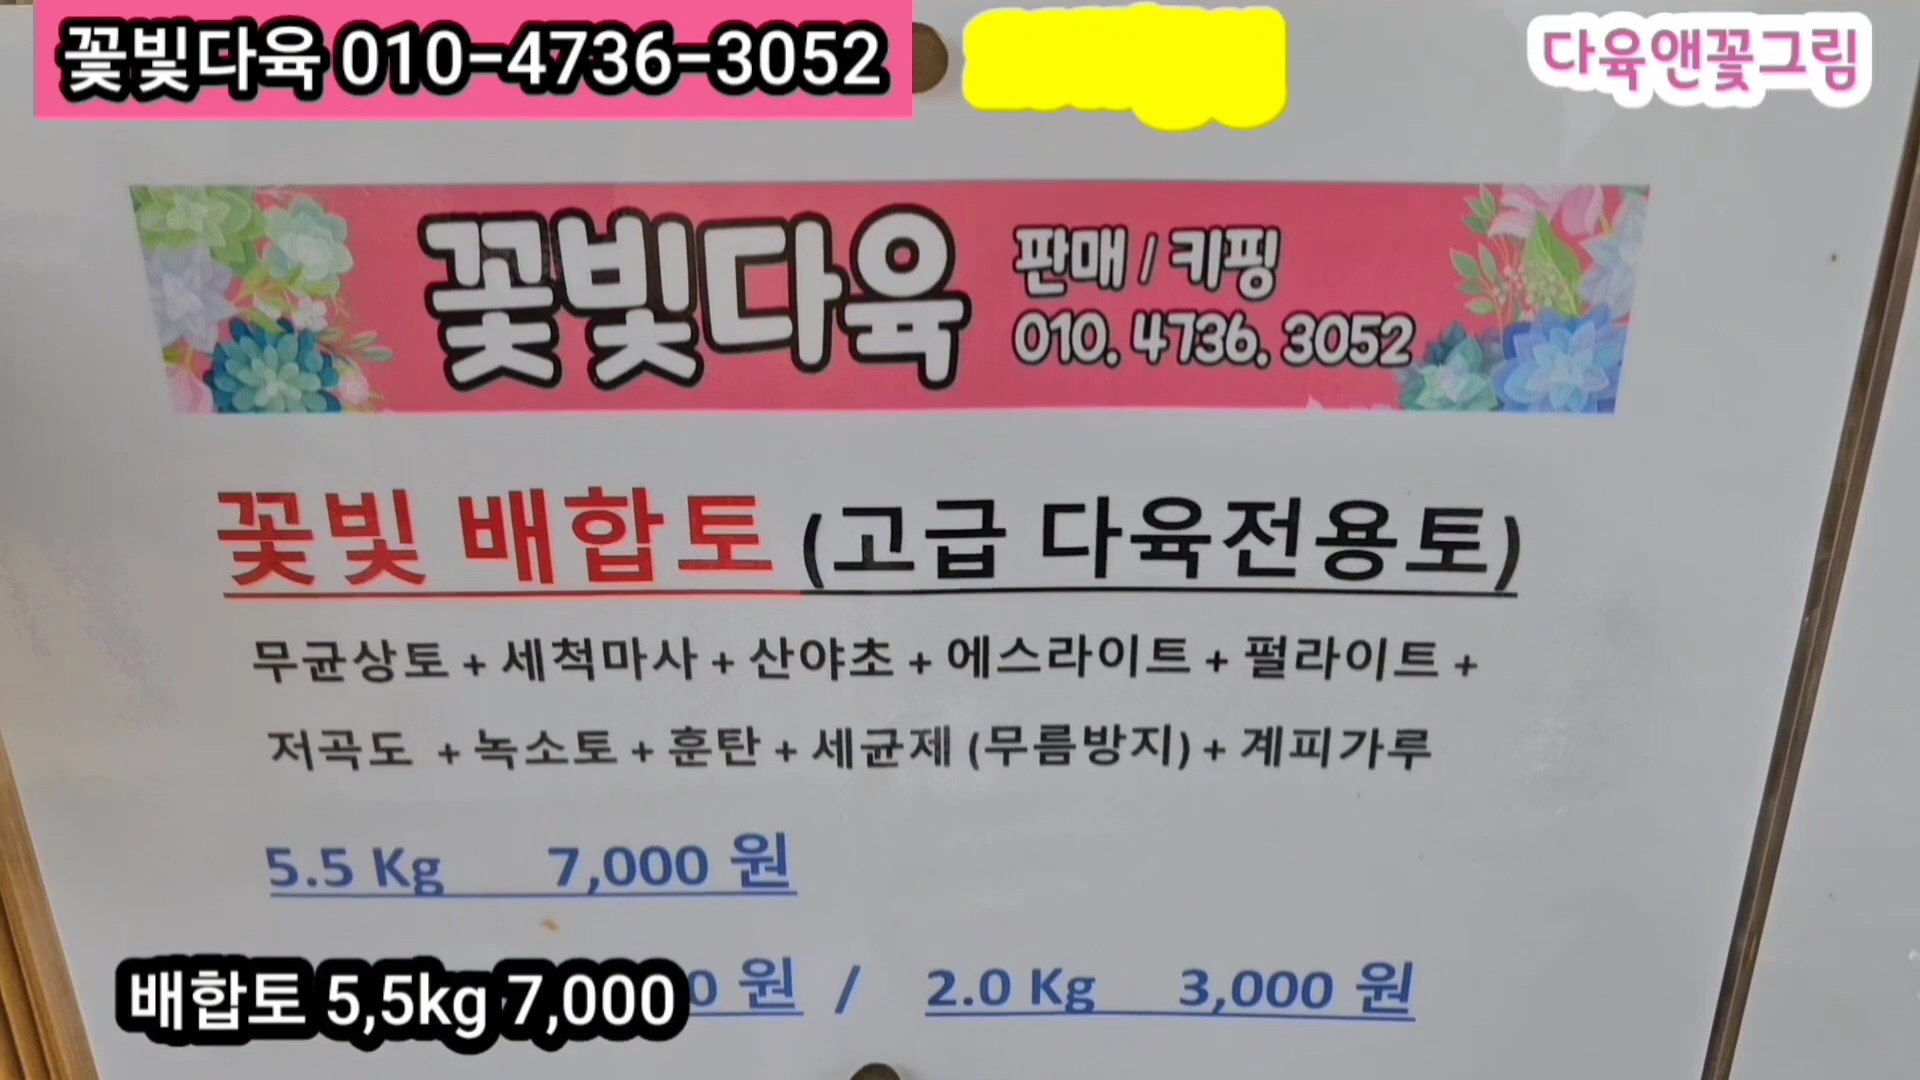 꽃빛다육 010-4736-3052
다육앤꽃그림
꽃빛다육
판매 / 키핑
010. 4736. 3052
꽃빛 배합토 (고급 다육전용토)
무균상토 + 세척마사 + 산야초 + 에스라이트 + 펄라이트 +
저곡도 + 녹소토 + 훈탄 + 세균제 (무름방지) + 계피가루
5.5 Kg 7,000 원
0 원 / 2.0 Kg 3,000 원
배합토 5,5kg 7,000